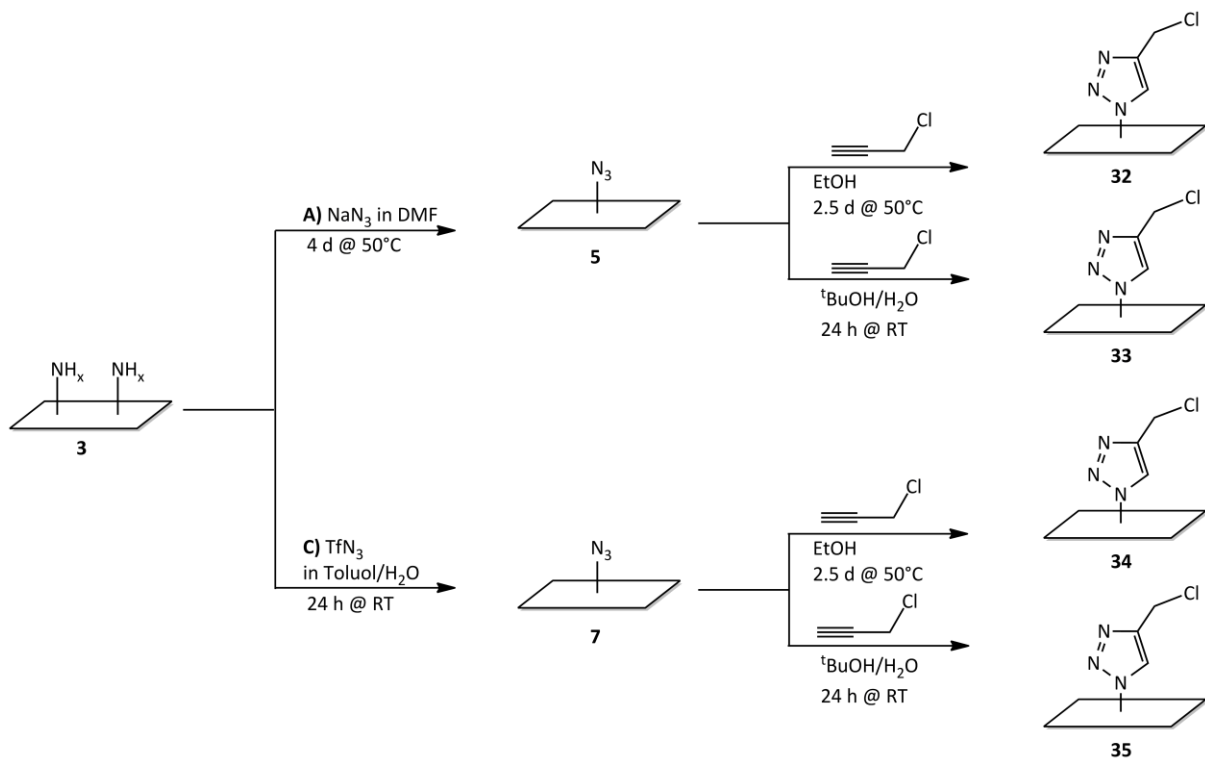 NHx NHx
3
A) NaN3 in DMF
4 d @ 50°C
C) TfN3
in Toluol/H2O
24 h @ RT
N3
5
N3
7
Cl
EtOH
2.5 d @ 50°C
Cl
tBuOH/H2O
24 h @ RT
Cl
EtOH
2.5 d @ 50°C
Cl
tBuOH/H2O
24 h @ RT
Cl
N
N
N
32
Cl
N
N
N
33
Cl
N
N
N
34
Cl
N
N
N
35